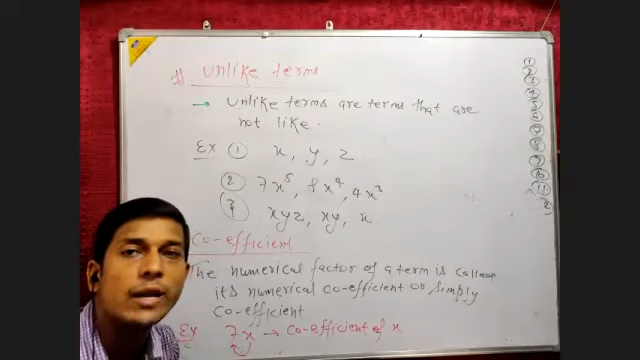 Unlike terms
→ Unlike terms are terms that are
not like.
Ex ① x, y, z
② 7x⁵, 8x⁴, 4x³
③ xyz, xy, x
Co-efficient
The numerical factor of a term is called
its numerical co-efficient or simply
co-efficient
Ex 7x → co-efficient of x